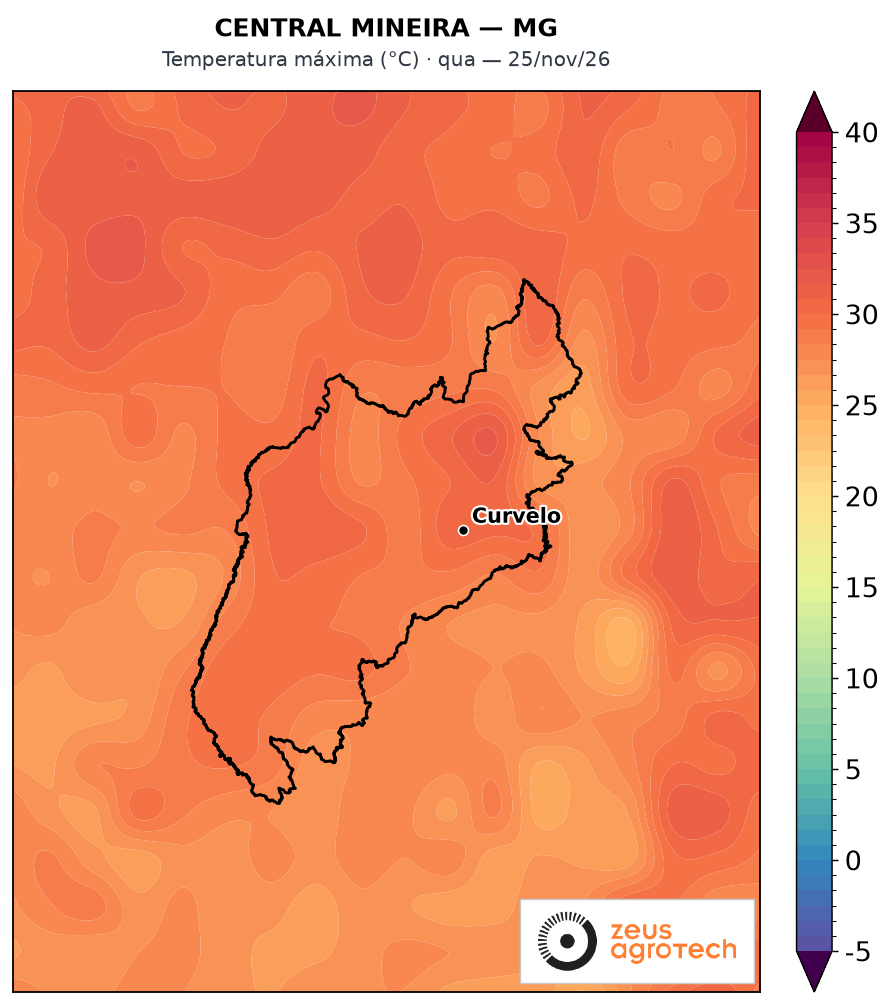 CENTRAL MINEIRA — MG
Temperatura máxima (°C) · qua — 25/nov/26
40
35
30
25
20
15
10
5
0
-5
Curvelo
zeus
agrotech